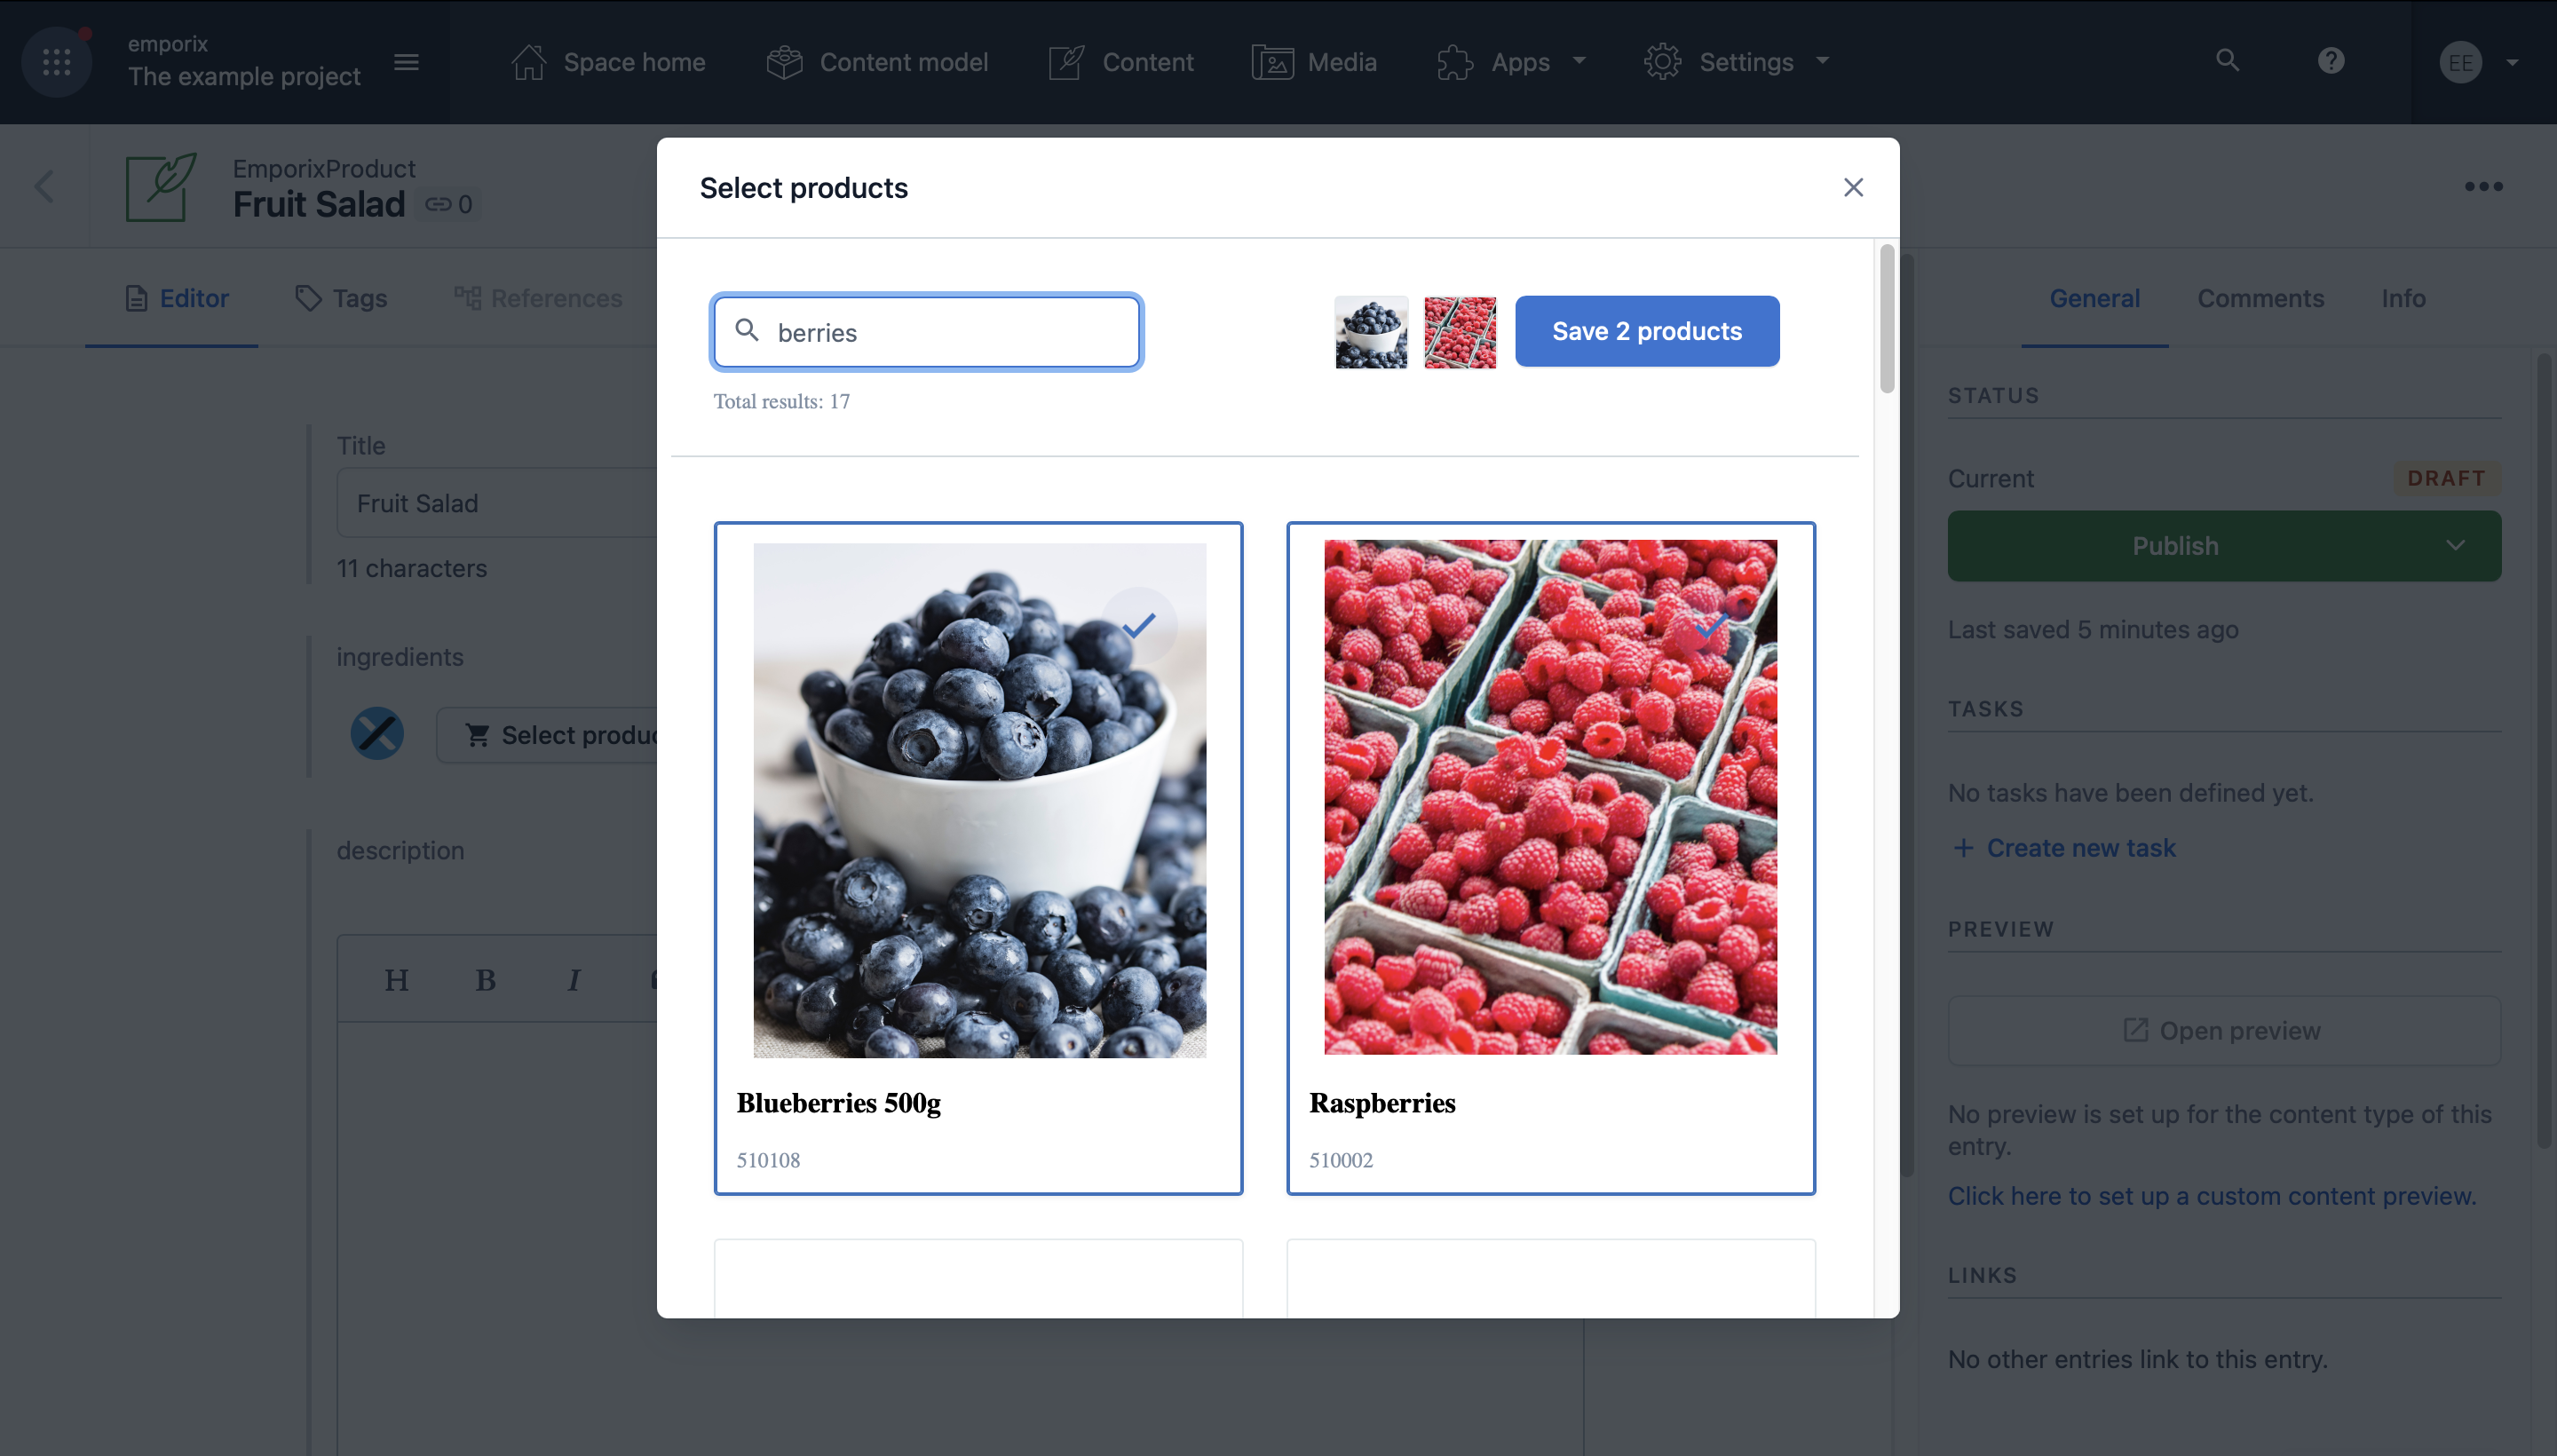 emporix
The example project
Space home
Content model
Content
Media
Apps
Settings
EE
EmporixProduct
Fruit Salad
0
Editor
Tags
References
Title
Fruit Salad
11 characters
ingredients
description
H B I
Select products
berries
Save 2 products
Total results: 17
Blueberries 500g
510108
Raspberries
510002
General
Comments
Info
STATUS
Current
DRAFT
Publish
Last saved 5 minutes ago
TASKS
No tasks have been defined yet.
+ Create new task
PREVIEW
Open preview
No preview is set up for the content type of this
entry.
Click here to set up a custom content preview.
LINKS
No other entries link to this entry.